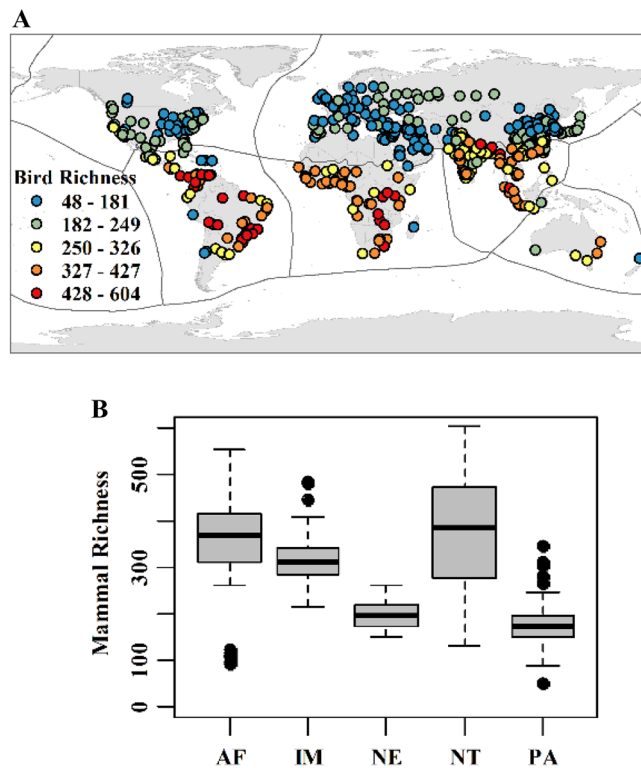 A
Bird Richness
48 - 181
182 - 249
250 - 326
327 - 427
428 - 604
B
Mammal Richness
500
300
100
0
AF IM NE NT PA